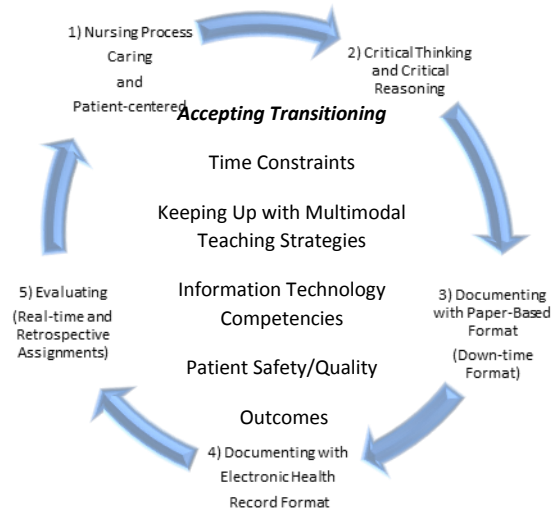 1) Nursing Process
Caring
and
Patient-centered
2) Critical Thinking
and Critical
Reasoning
3) Documenting
with Paper-Based
Format
(Down-time
Format)
4) Documenting with
Electronic Health
Record Format
5) Evaluating
(Real-time and
Retrospective
Assignments)
Accepting Transitioning
Time Constraints
Keeping Up with Multimodal
Teaching Strategies
Information Technology
Competencies
Patient Safety/Quality
Outcomes